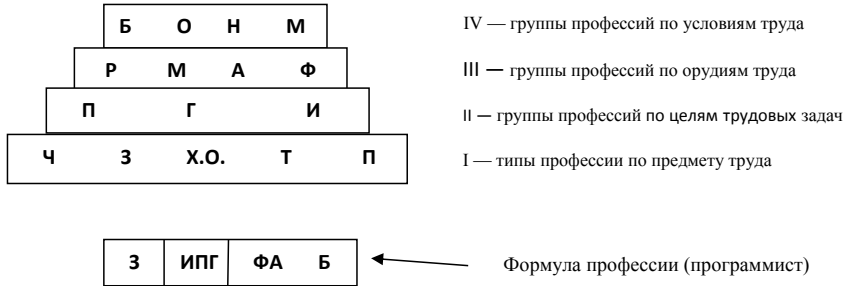 Б О Н М IV — группы профессий по условиям труда
Р М А Ф III — группы профессий по орудиям труда
П Г И II — группы профессий по целям трудовых задач
Ч З Х.О. Т П I — типы профессии по предмету труда
З ИПГ ФА Б Формула профессии (программист)